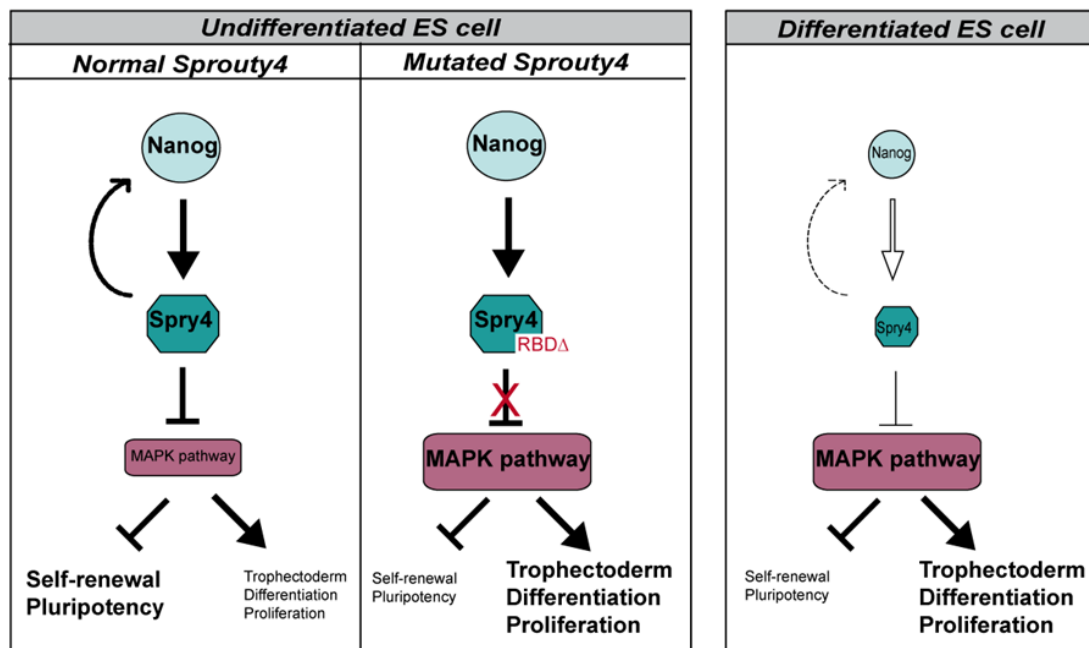 Undifferentiated ES cell
Normal Sprouty4
Mutated Sprouty4
Nanog
Spry4
MAPK pathway
Self-renewal
Pluripotency
Trophectoderm
Differentiation
Proliferation
Nanog
Spry4
RBDΔ
X
MAPK pathway
Self-renewal
Pluripotency
Trophectoderm
Differentiation
Proliferation
Differentiated ES cell
Nanog
Spry4
MAPK pathway
Self-renewal
Pluripotency
Trophectoderm
Differentiation
Proliferation